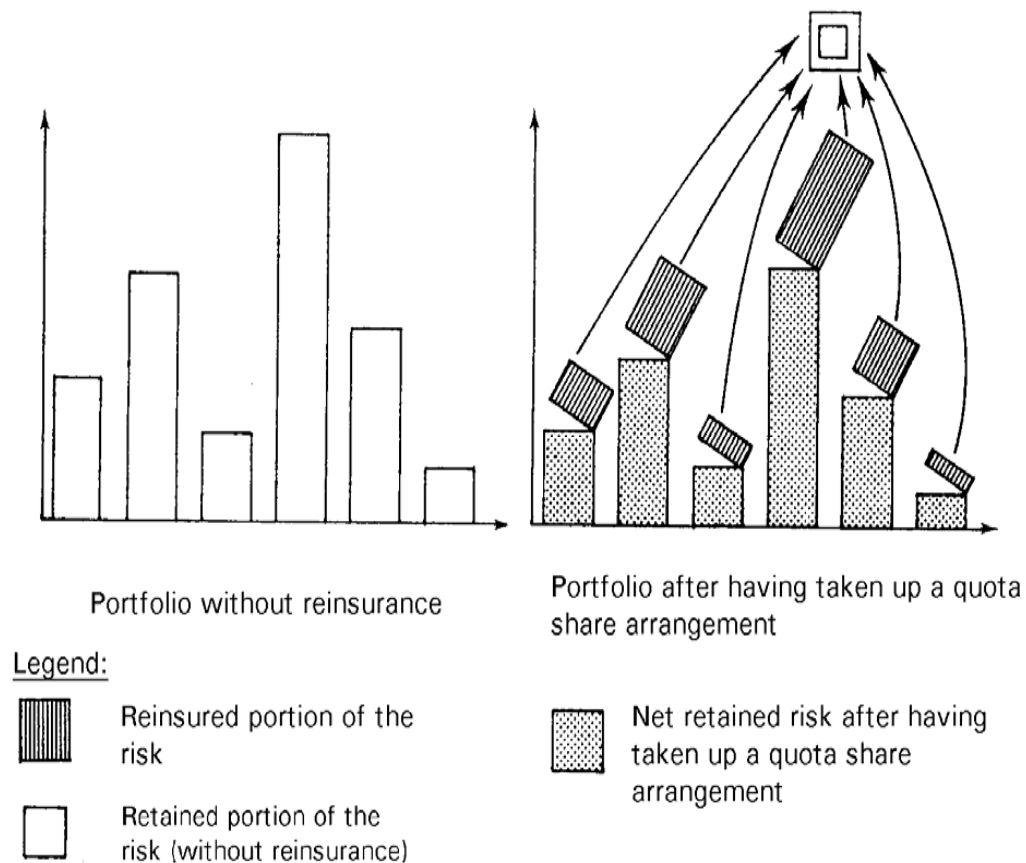 Portfolio without reinsurance
Portfolio after having taken up a quota
share arrangement
Legend:
Reinsured portion of the
risk
Net retained risk after having
taken up a quota share
arrangement
Retained portion of the
risk (without reinsurance)